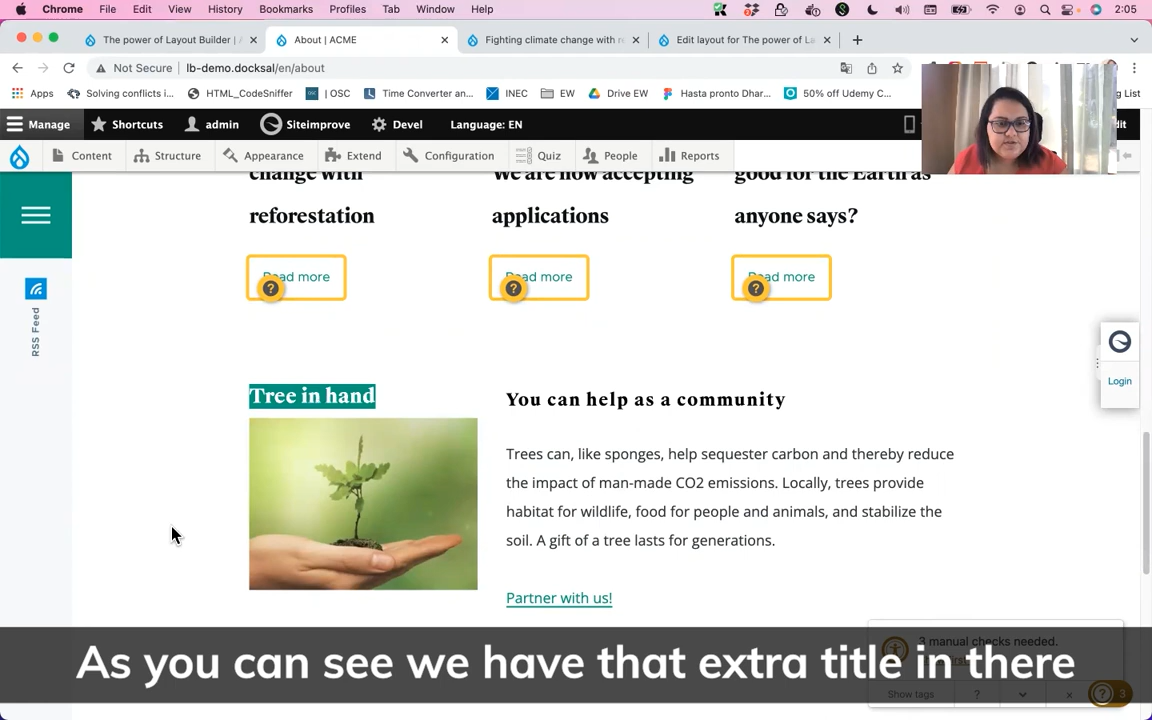 Chrome File Edit View History Bookmarks Profiles Tab Window Help 2:05
The power of Layout Builder | A
About | ACME
Fighting climate change with r
Edit layout for The power of La
Not Secure lb-demo.docksal/en/about
Apps Solving conflicts i... HTML_CodeSniffer | OSC Time Converter an... INEC EW Drive EW Hasta pronto Dhar... 50% off Udemy C... ng List
Manage Shortcuts admin Siteimprove Devel Language: EN dit
Content Structure Appearance Extend Configuration Quiz People Reports
change with
reforestation
Read more
We are now accepting
applications
Read more
good for the Earth as
anyone says?
Read more
RSS Feed
Login
Tree in hand
You can help as a community
Trees can, like sponges, help sequester carbon and thereby reduce
the impact of man-made CO2 emissions. Locally, trees provide
habitat for wildlife, food for people and animals, and stabilize the
soil. A gift of a tree lasts for generations.
Partner with us!
3 manual checks needed.
Show tags ? ? 3
As you can see we have that extra title in there